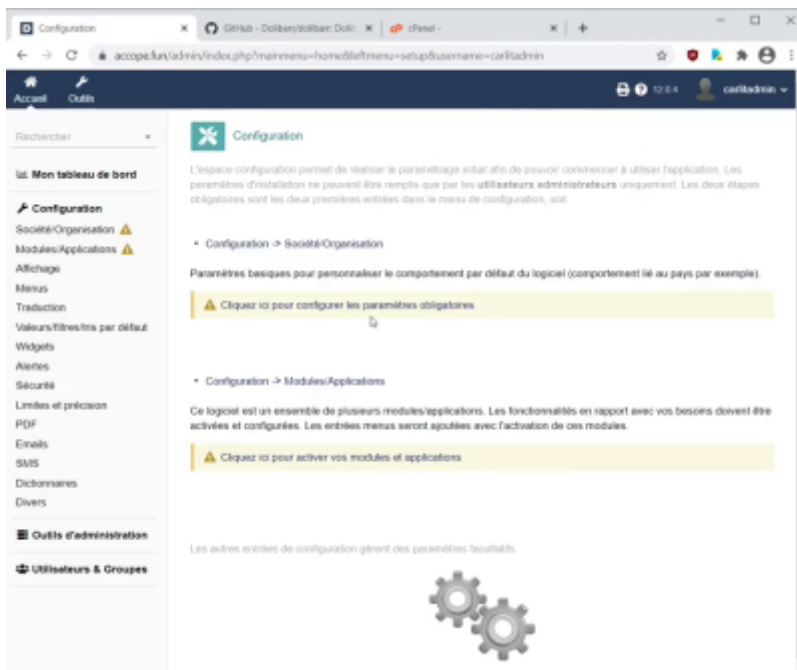 Configuration
GitHub - Dolibarr/dolibarr: Dolib
cPanel -
accope.fun/admin/index.php?mainmenu=home&leftmenu=setup&username=carlitadmin
Accueil
Outils
12.0.4
carlitadmin
Rechercher
Mon tableau de bord
Configuration
Société/Organisation
Modules/Applications
Affichage
Menus
Traduction
Valeurs/filtres/tris par défaut
Widgets
Alertes
Sécurité
Limites et précision
PDF
Emails
SMS
Dictionnaires
Divers
Outils d'administration
Utilisateurs & Groupes
Configuration
L'espace configuration permet de réaliser le paramétrage initial afin de pouvoir commencer à utiliser l'application. Les
paramètres d'installation ne peuvent être remplis que par les utilisateurs administrateurs uniquement. Les deux étapes
obligatoires sont les deux premières entrées dans le menu de configuration, soit
• Configuration -> Société/Organisation
Paramètres basiques pour personnaliser le comportement par défaut du logiciel (comportement lié au pays par exemple).
Cliquez ici pour configurer les paramètres obligatoires
• Configuration -> Modules/Applications
Ce logiciel est un ensemble de plusieurs modules/applications. Les fonctionnalités en rapport avec vos besoins doivent être
activées et configurées. Les entrées menus seront ajoutées avec l'activation de ces modules.
Cliquez ici pour activer vos modules et applications
Les autres entrées de configuration gèrent des paramètres facultatifs.